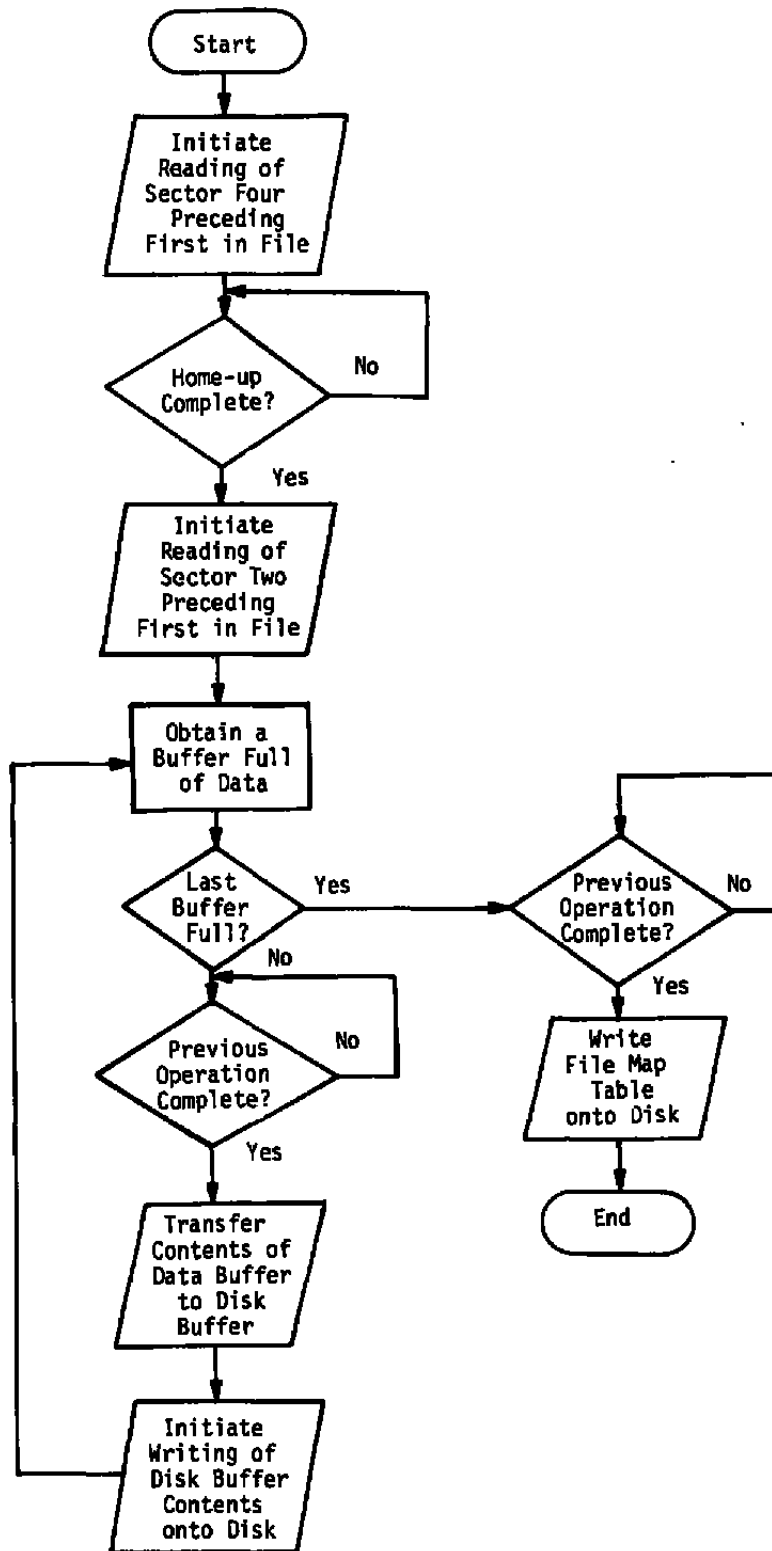 Start
Initiate
Reading of
Sector Four
Preceding
First in File
Home-up
Complete?
No
Yes
Initiate
Reading of
Sector Two
Preceding
First in File
Obtain a
Buffer Full
of Data
Last
Buffer
Full?
Yes
No
Previous
Operation
Complete?
No
Yes
Write
File Map
Table
onto Disk
End
Previous
Operation
Complete?
No
Yes
Transfer
Contents of
Data Buffer
to Disk
Buffer
Initiate
Writing of
Disk Buffer
Contents
onto Disk